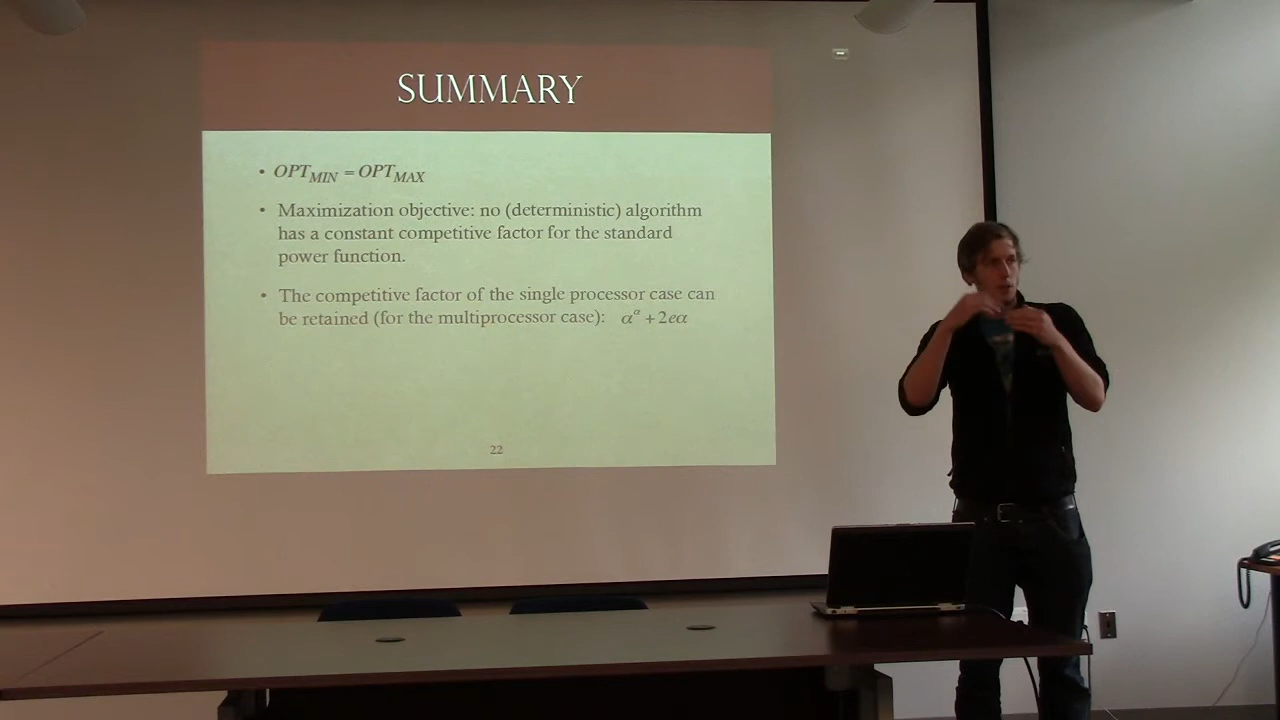 SUMMARY
• OPT_MIN = OPT_MAX
• Maximization objective: no (deterministic) algorithm
has a constant competitive factor for the standard
power function.
• The competitive factor of the single processor case can
be retained (for the multiprocessor case): α^α + 2eα
22